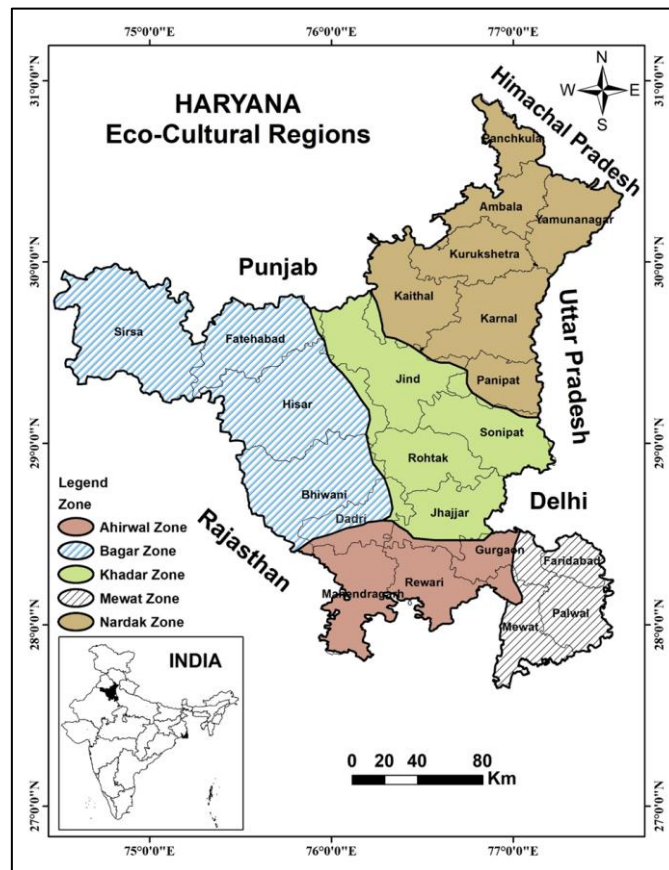 75°0'0"E
76°0'0"E
77°0'0"E
31°0'0"N
30°0'0"N
29°0'0"N
28°0'0"N
27°0'0"N
31°0'0"N
30°0'0"N
29°0'0"N
28°0'0"N
27°0'0"N
HARYANA
Eco-Cultural Regions
N
W
E
S
Himachal Pradesh
Panchkula
Ambala
Yamunanagar
Kurukshetra
Punjab
Kaithal
Karnal
Uttar Pradesh
Sirsa
Fatehabad
Jind
Panipat
Hisar
Sonipat
Rohtak
Bhiwani
Dadri
Jhajjar
Delhi
Rajasthan
Gurgaon
Faridabad
Mahendragarh
Rewari
Mewat
Palwal
Legend
Zone
Ahirwal Zone
Bagar Zone
Khadar Zone
Mewat Zone
Nardak Zone
INDIA
0 20 40 80
Km
75°0'0"E
76°0'0"E
77°0'0"E